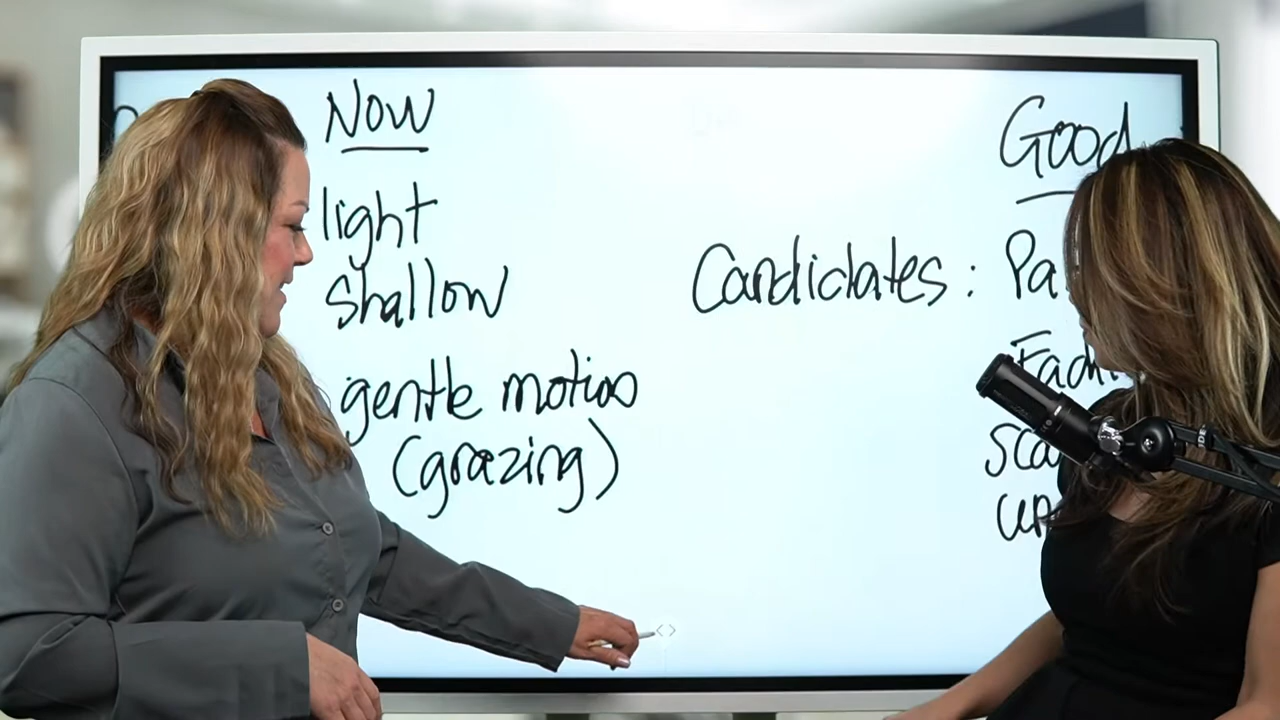 Now
light
shallow
gentle motion
(grazing)
Good
Candidates: